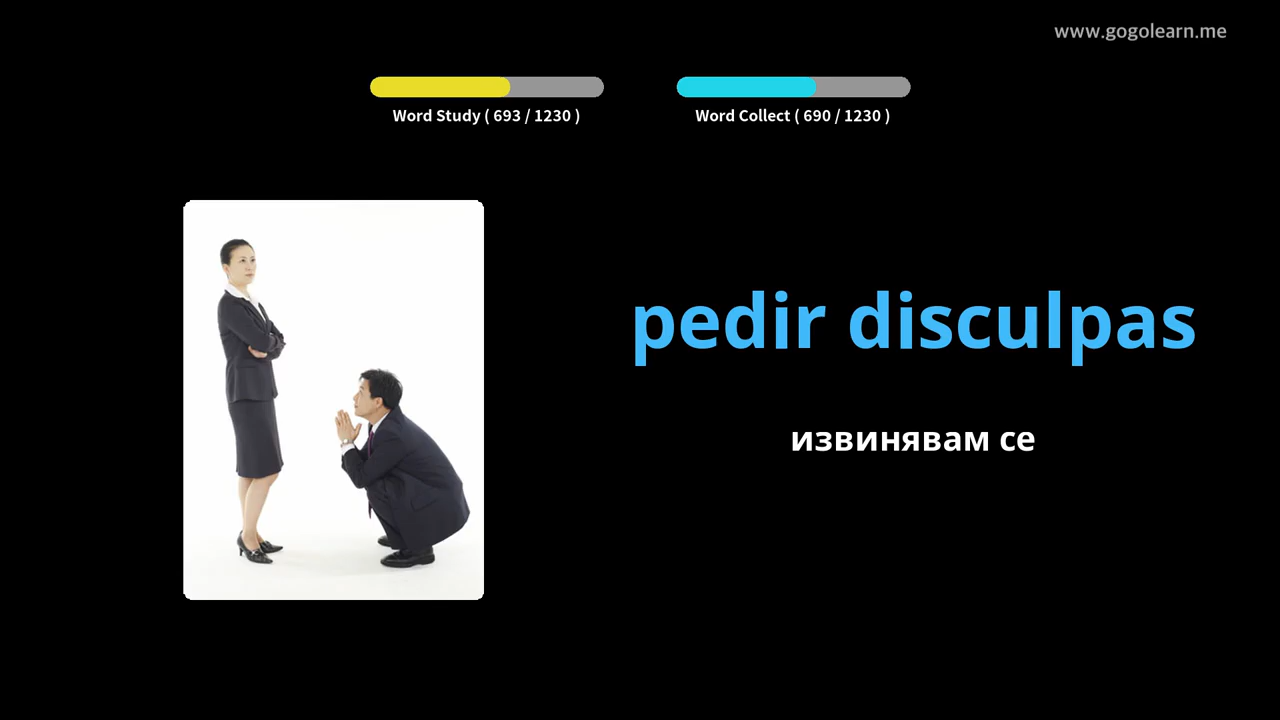 www.gogolearn.me
Word Study ( 693 / 1230 )
Word Collect ( 690 / 1230 )
pedir disculpas
извинявам се